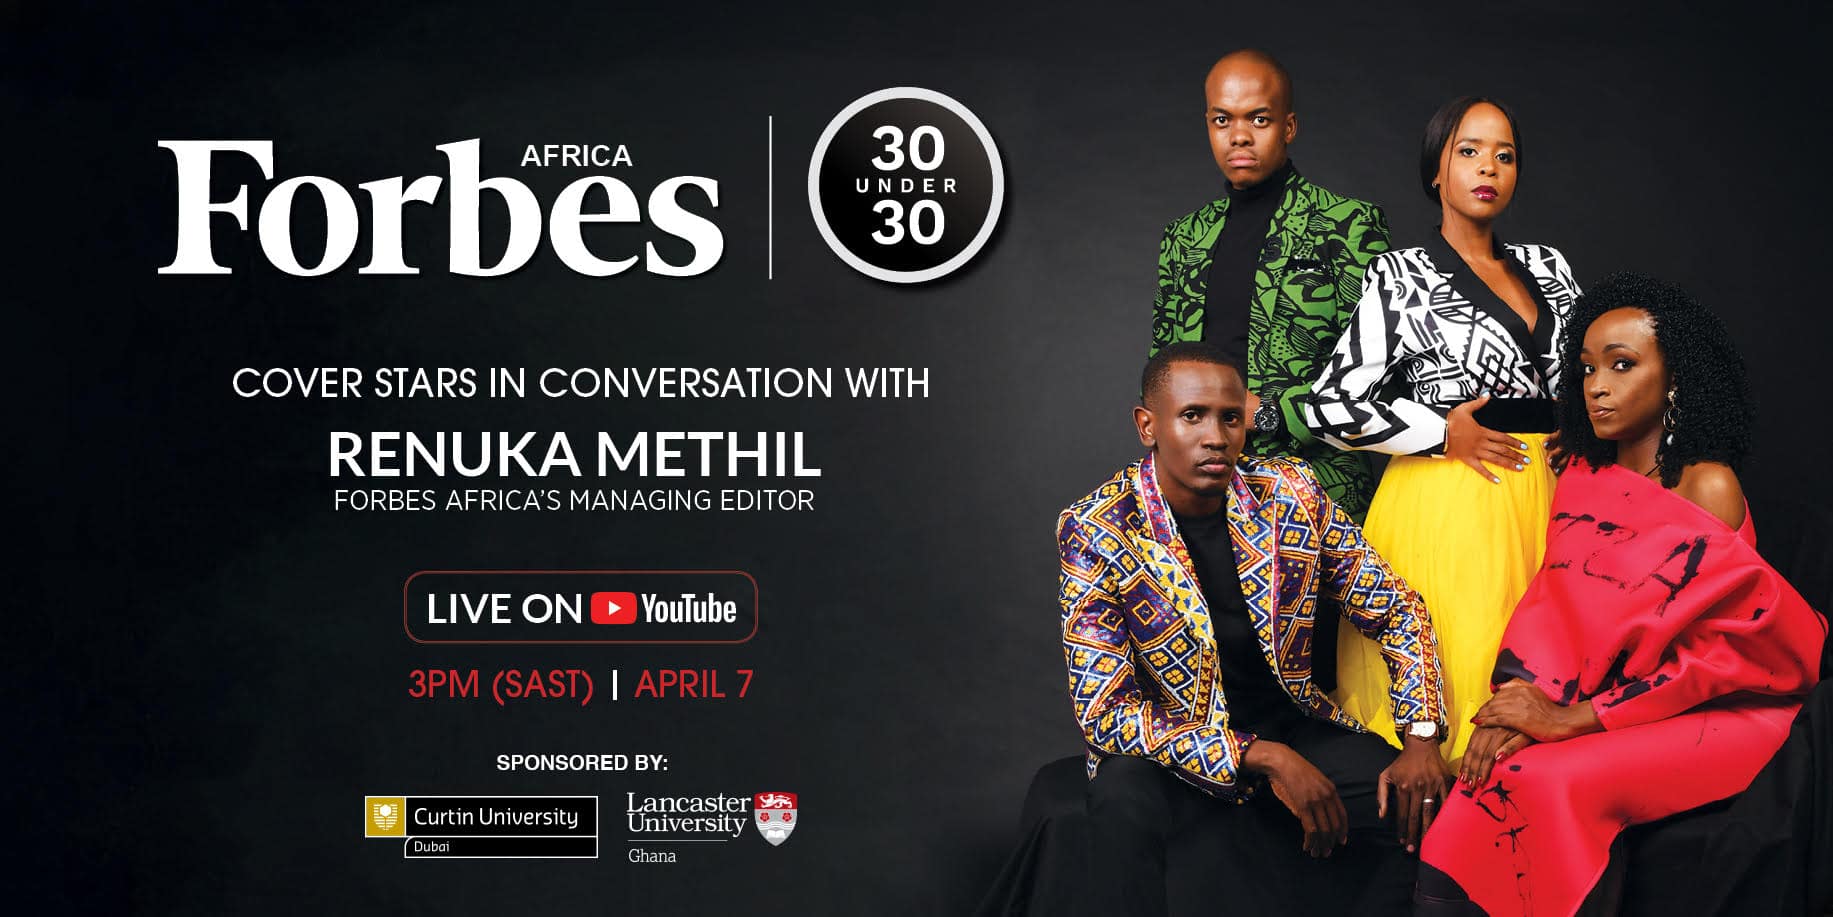 Forbes
AFRICA
30
UNDER
30
COVER STARS IN CONVERSATION WITH
RENUKA METHIL
FORBES AFRICA'S MANAGING EDITOR
LIVE ON YouTube
3PM (SAST) | APRIL 7
SPONSORED BY:
Curtin University
Dubai
Lancaster
University
Ghana